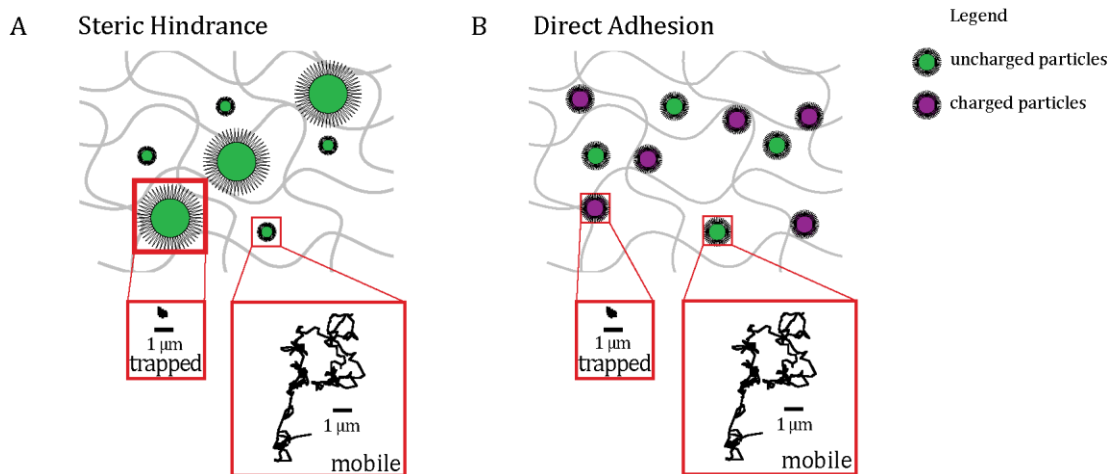 A Steric Hindrance
B Direct Adhesion
Legend
uncharged particles
charged particles
1 μm
trapped
1 μm
mobile
1 μm
trapped
1 μm
mobile